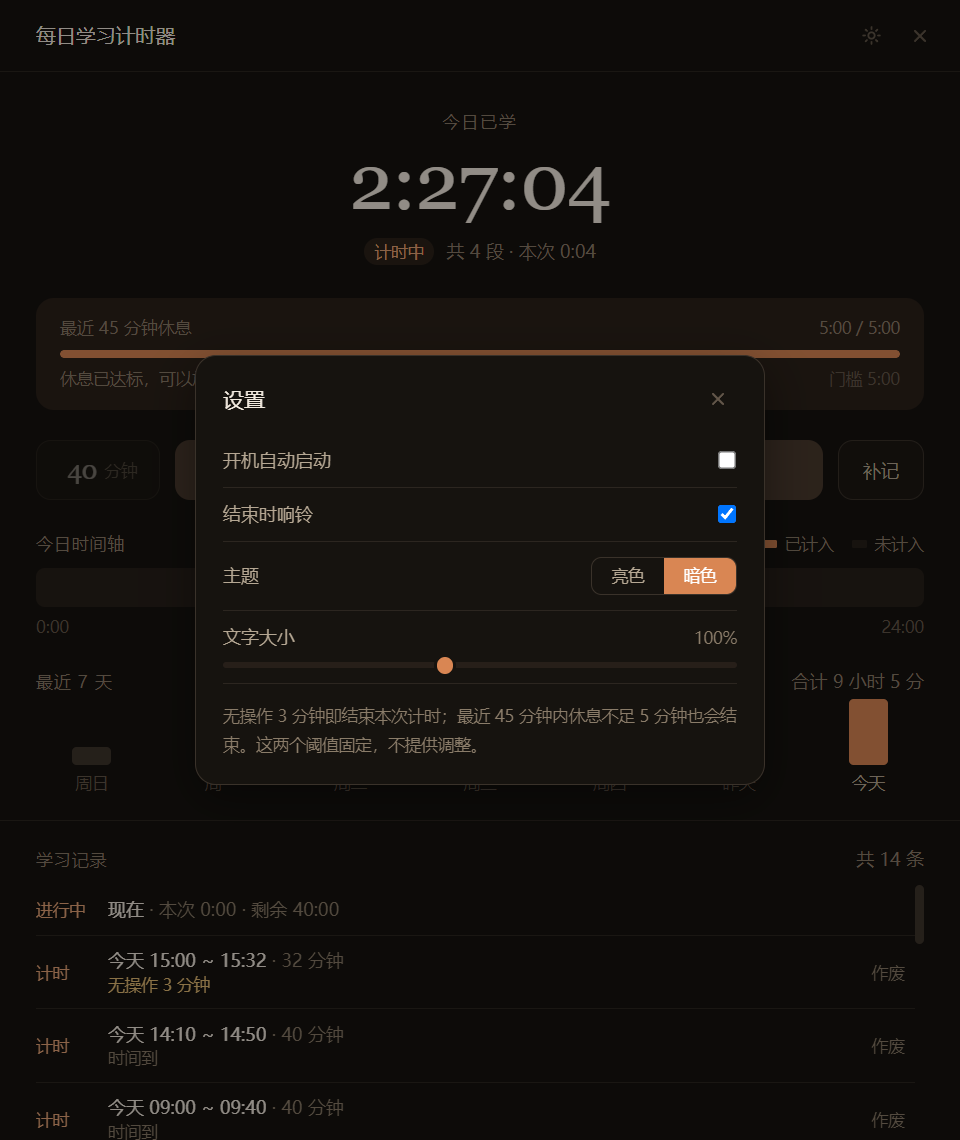 每日学习计时器
今日已学
2:27:04
计时中 共 4 段 · 本次 0:04
最近 45 分钟休息 5:00 / 5:00
休息已达标，可以 门槛 5:00
设置
开机自动启动
结束时响铃
主题 亮色 暗色
文字大小 100%
无操作 3 分钟即结束本次计时；最近 45 分钟内休息不足 5 分钟也会结
束。这两个阈值固定，不提供调整。
40 分钟 补记
今日时间轴 已计入 未计入
0:00 24:00
最近 7 天 合计 9 小时 5 分
周日 今天
学习记录 共 14 条
进行中 现在 · 本次 0:00 · 剩余 40:00
计时 今天 15:00 ~ 15:32 · 32 分钟 作废
无操作 3 分钟
计时 今天 14:10 ~ 14:50 · 40 分钟 作废
时间到
计时 今天 09:00 ~ 09:40 · 40 分钟 作废
时间到